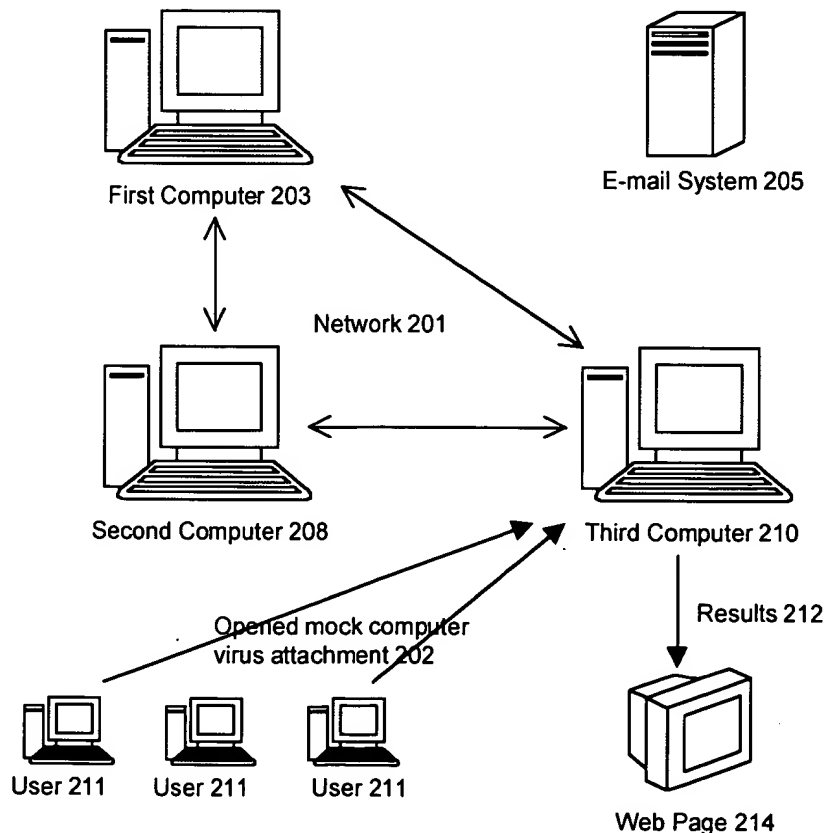 First Computer 203
E-mail System 205
Network 201
Second Computer 208
Third Computer 210
Opened mock computer
virus attachment 202
Results 212
User 211
User 211
User 211
Web Page 214